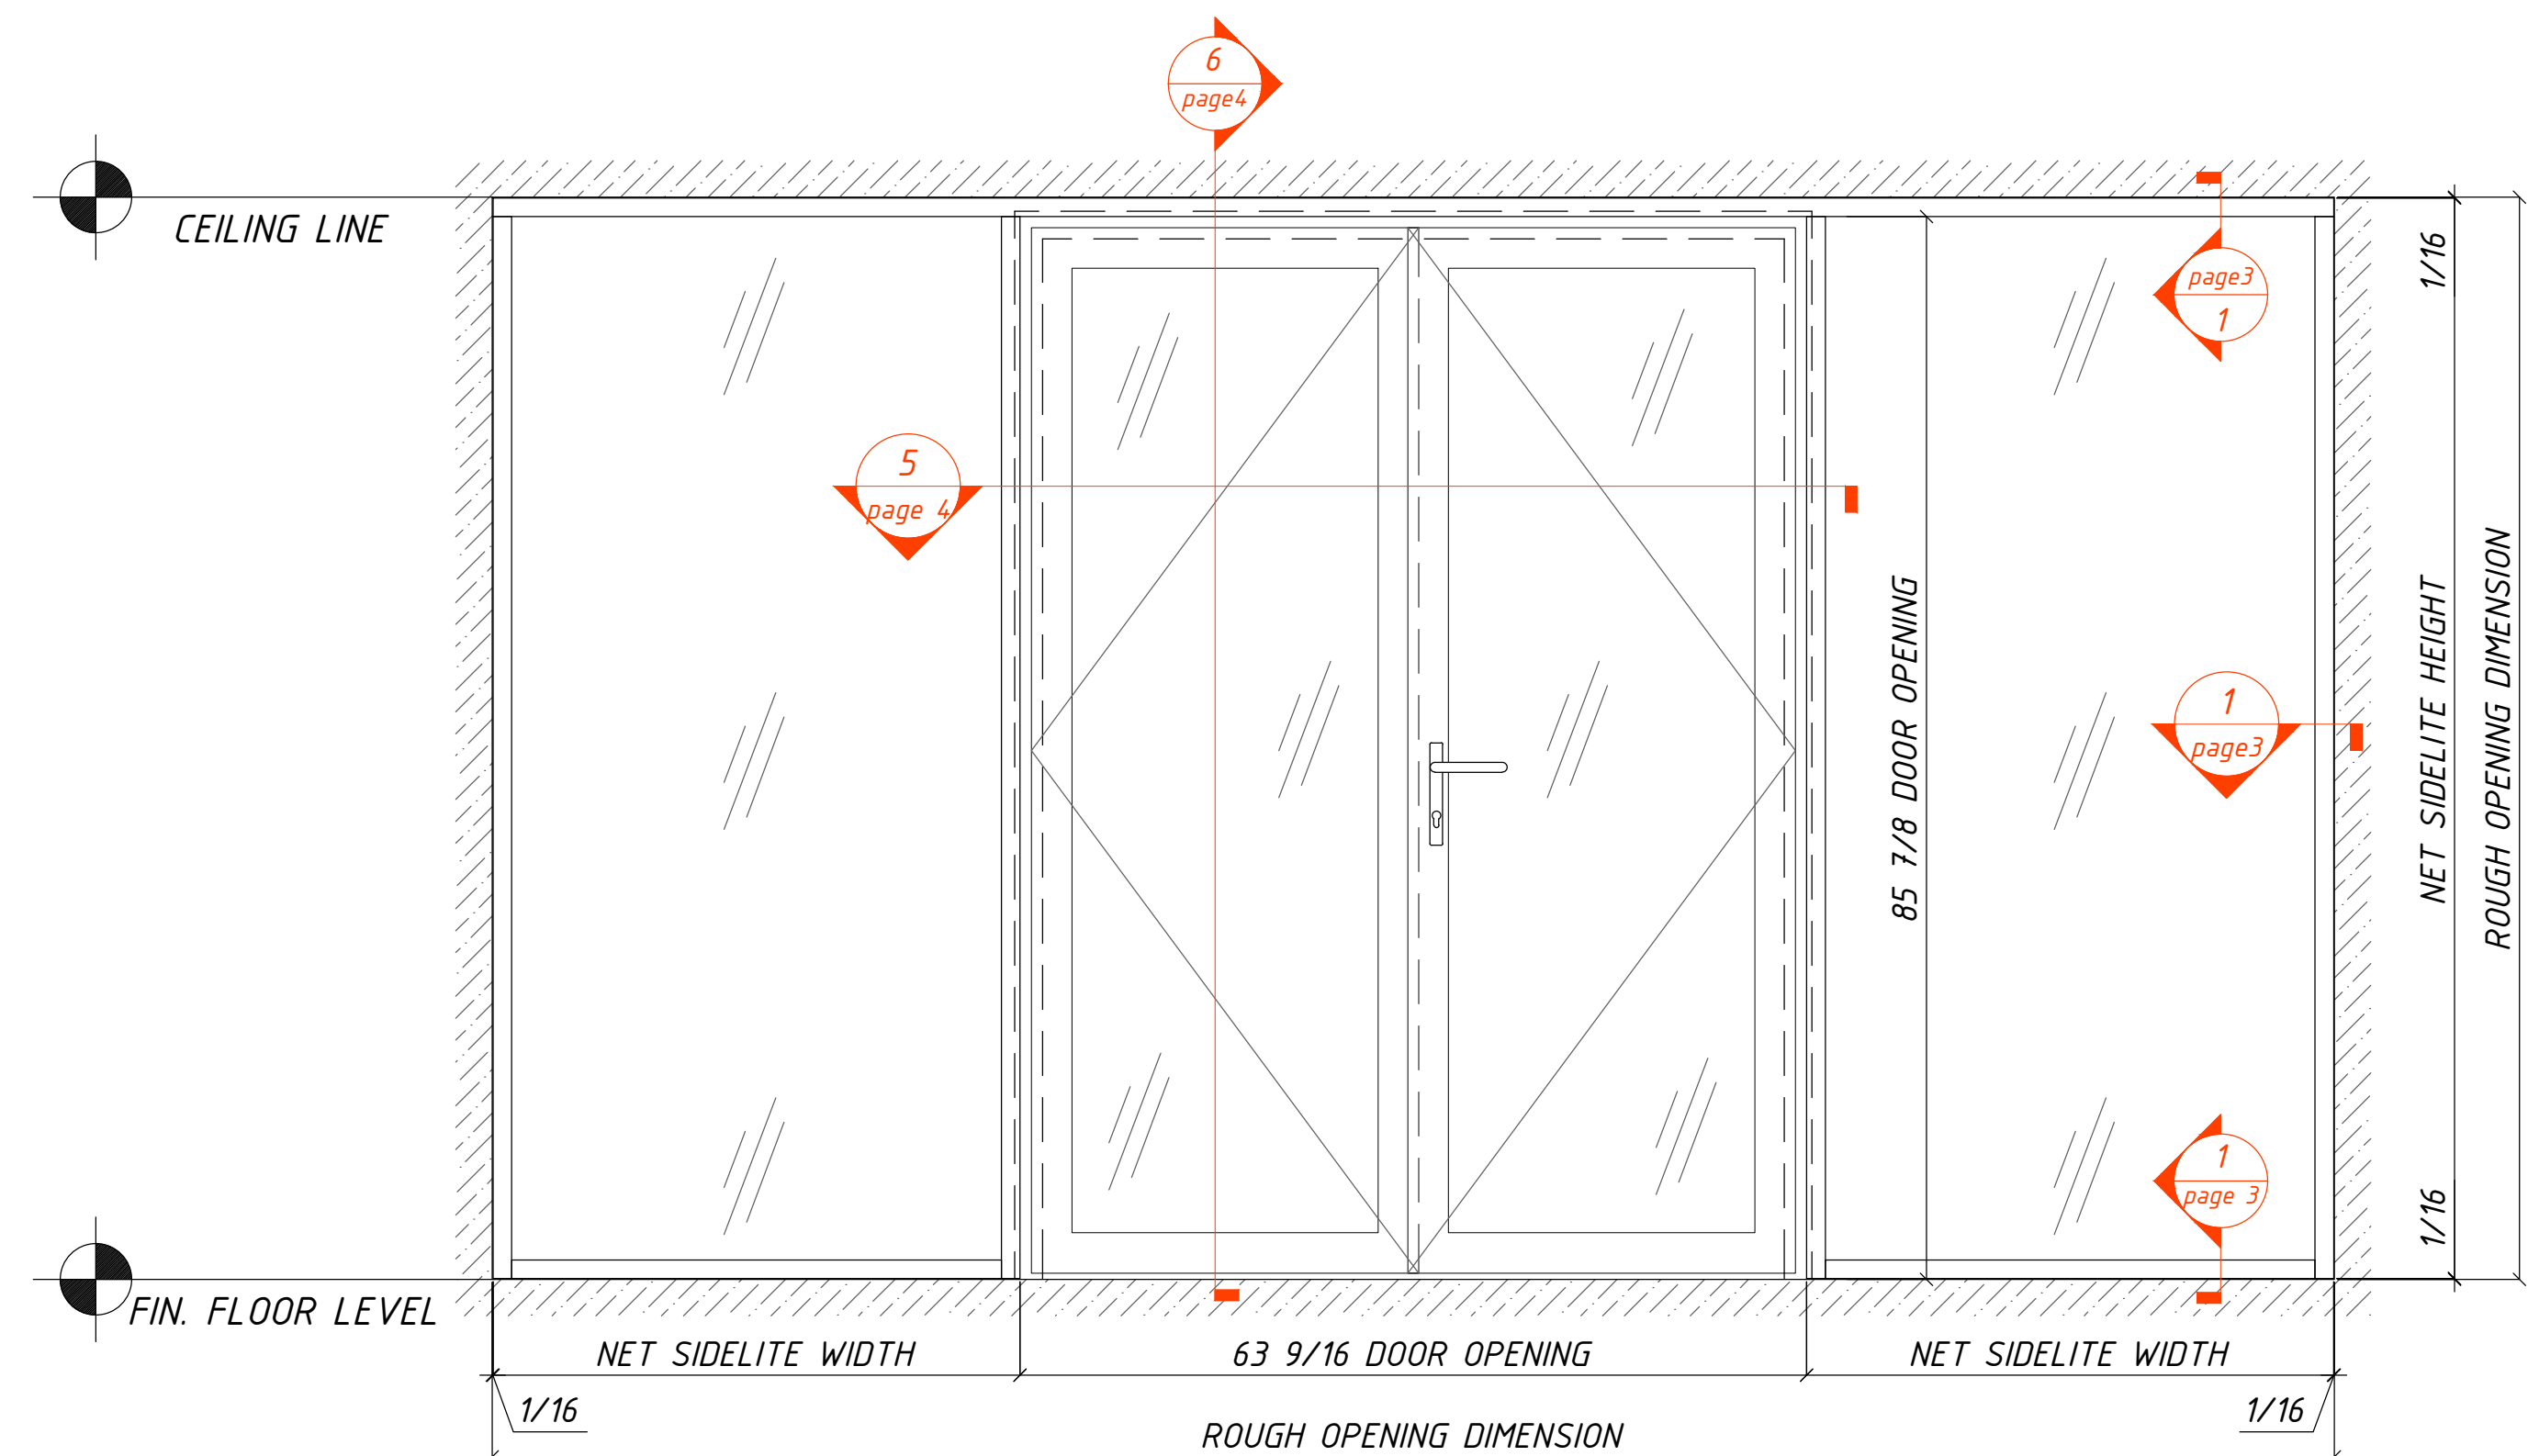 6
page4
CEILING LINE
1/16
page3
1
5
page 4
85 7/8 DOOR OPENING
NET SIDELITE HEIGHT
ROUGH OPENING DIMENSION
1
page3
1
page 3
1/16
FIN. FLOOR LEVEL
NET SIDELITE WIDTH
63 9/16 DOOR OPENING
NET SIDELITE WIDTH
1/16
1/16
ROUGH OPENING DIMENSION